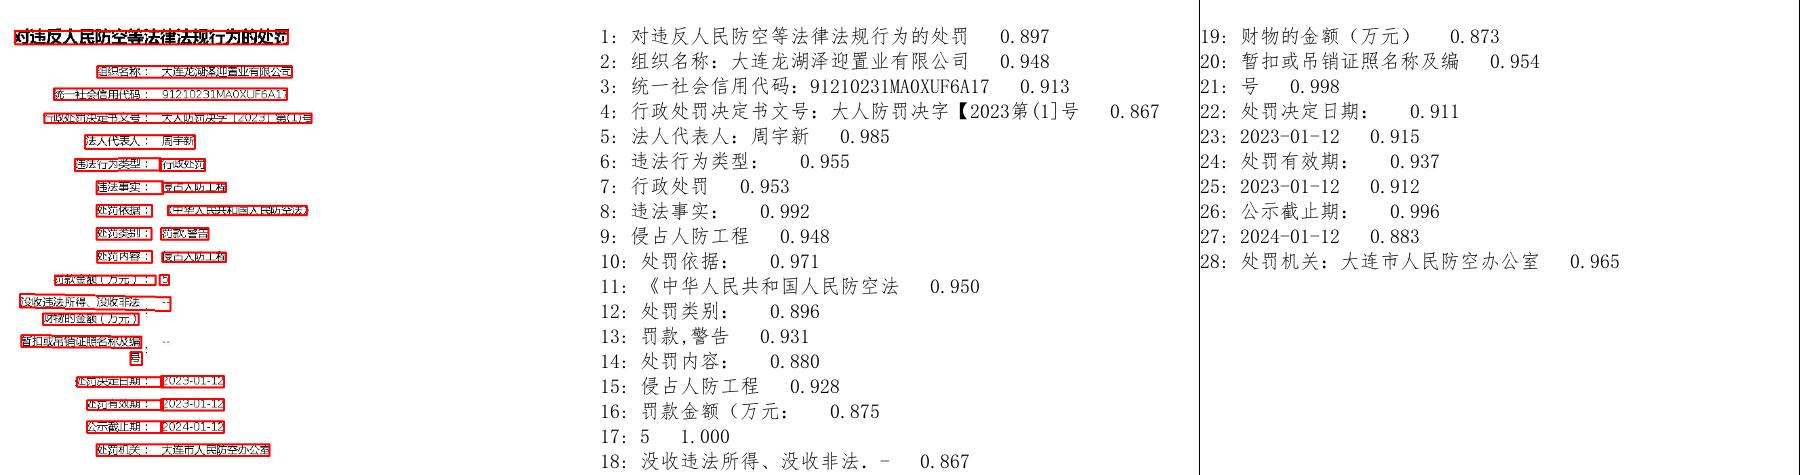 对违反人民防空等法律法规行为的处罚
组织名称： 大连龙湖泽迎置业有限公司
统一社会信用代码： 91210231MA0XUF6A17
行政处罚决定书文号： 大人防罚决字［2023］第(1)号
法人代表人： 周宇新
违法行为类型： 行政处罚
违法事实： 侵占人防工程
处罚依据： 《中华人民共和国人民防空法》
处罚类别： 罚款,警告
处罚内容： 侵占人防工程
罚款金额（万元）： 5
没收违法所得、没收非法 --
财物的金额（万元） ：
暂扣或吊销证照名称及编 --
号 ：
处罚决定日期： 2023-01-12
处罚有效期： 2023-01-12
公示截止期： 2024-01-12
处罚机关： 大连市人民防空办公室
1: 对违反人民防空等法律法规行为的处罚 0.897
2: 组织名称: 大连龙湖泽迎置业有限公司 0.948
3: 统一社会信用代码: 91210231MA0XUF6A17 0.913
4: 行政处罚决定书文号: 大人防罚决字【2023第(1]号 0.867
5: 法人代表人: 周宇新 0.985
6: 违法行为类型: 0.955
7: 行政处罚 0.953
8: 违法事实: 0.992
9: 侵占人防工程 0.948
10: 处罚依据: 0.971
11: 《中华人民共和国人民防空法 0.950
12: 处罚类别: 0.896
13: 罚款,警告 0.931
14: 处罚内容: 0.880
15: 侵占人防工程 0.928
16: 罚款金额（万元: 0.875
17: 5 1.000
18: 没收违法所得、没收非法. - 0.867
19: 财物的金额（万元） 0.873
20: 暂扣或吊销证照名称及编 0.954
21: 号 0.998
22: 处罚决定日期: 0.911
23: 2023-01-12 0.915
24: 处罚有效期: 0.937
25: 2023-01-12 0.912
26: 公示截止期: 0.996
27: 2024-01-12 0.883
28: 处罚机关: 大连市人民防空办公室 0.965